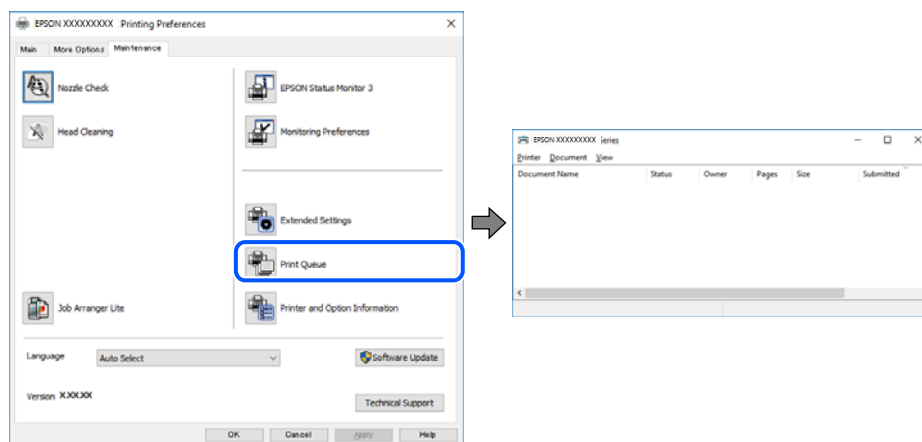 EPSON XXXXXXXXX Printing Preferences
Main More Options Maintenance
Nozzle Check
EPSON Status Monitor 3
Head Cleaning
Monitoring Preferences
Extended Settings
Print Queue
Job Arranger Lite
Printer and Option Information
Language Auto Select Software Update
Version X.XX.XX
Technical Support
OK Cancel Apply Help
EPSON XXXXXXXXX ieries
Printer Document View
Document Name Status Owner Pages Size Submitted